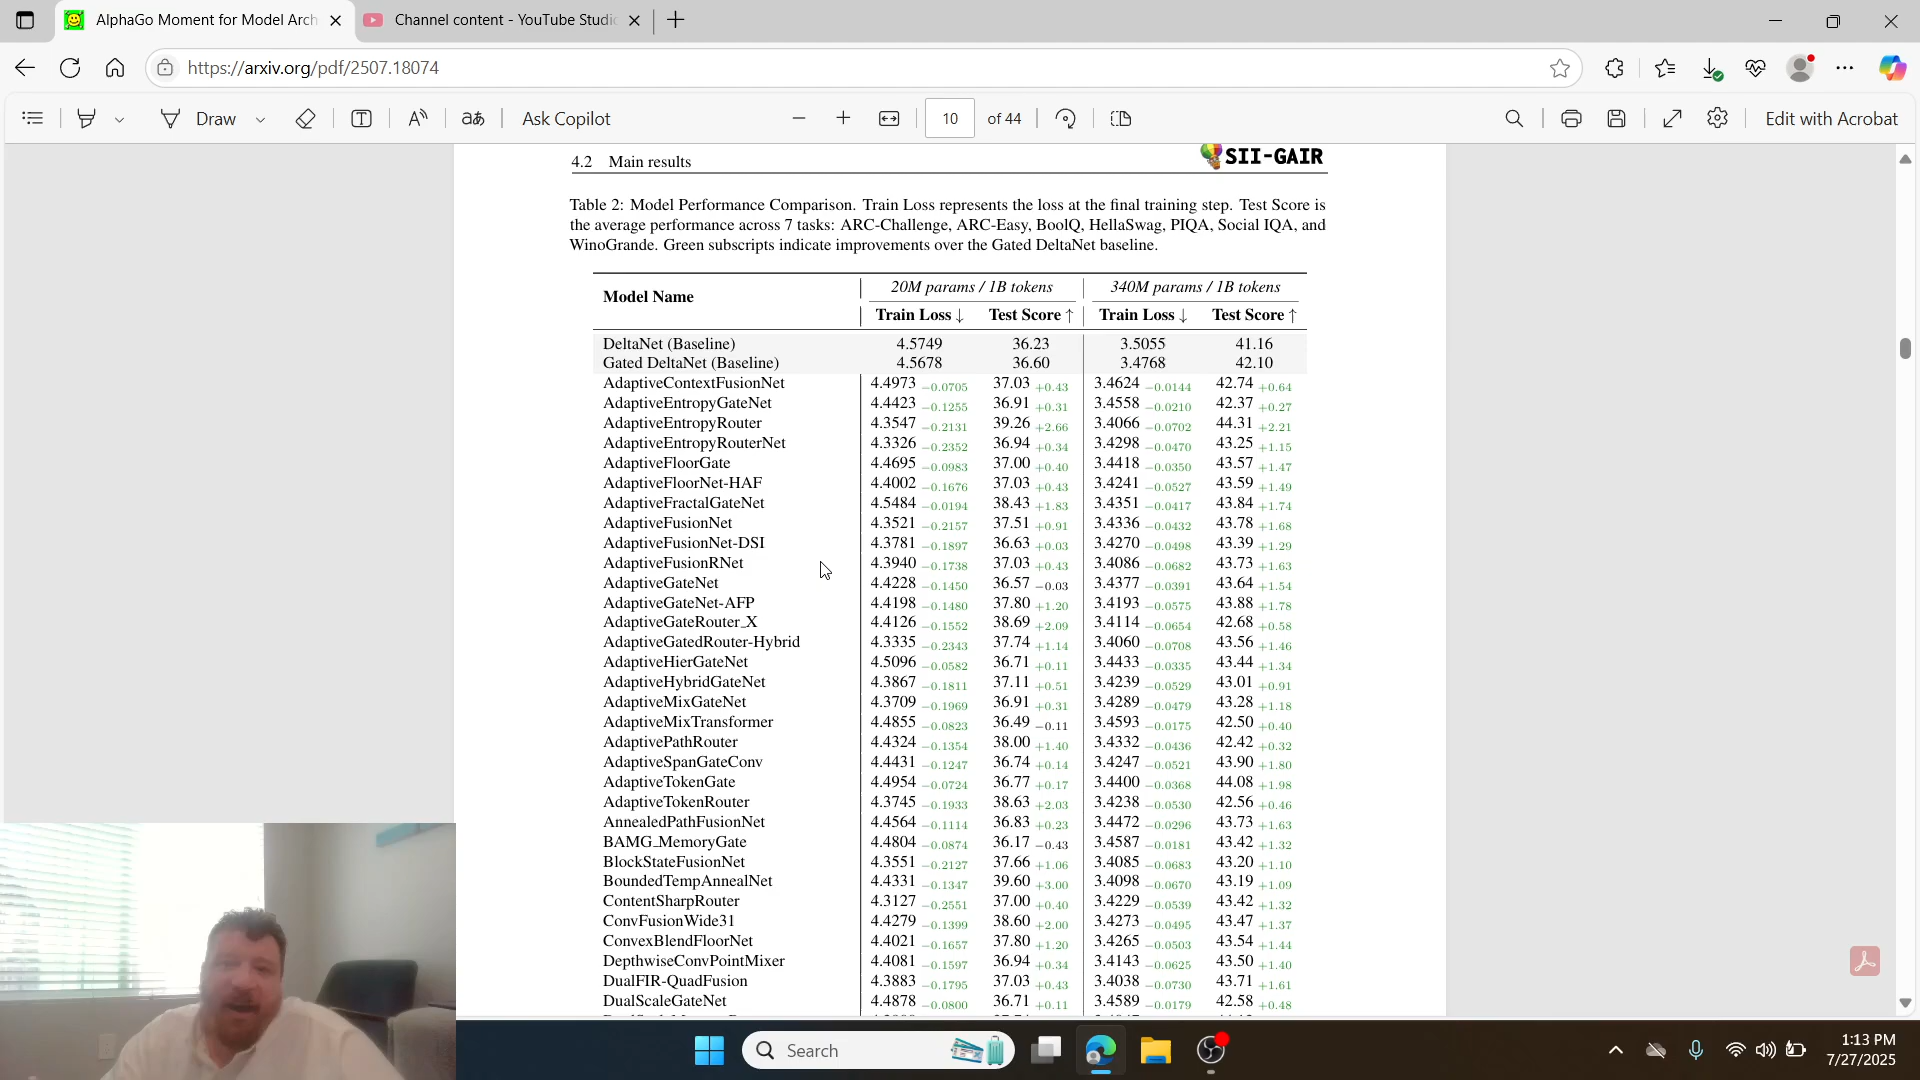 AlphaGo Moment for Model Arch
Channel content - YouTube Studio
https://arxiv.org/pdf/2507.18074
Draw
aあ
Ask Copilot
10 of 44
Edit with Acrobat
4.2 Main results
SII-GAIR
Table 2: Model Performance Comparison. Train Loss represents the loss at the final training step. Test Score is
the average performance across 7 tasks: ARC-Challenge, ARC-Easy, BoolQ, HellaSwag, PIQA, Social IQA, and
WinoGrande. Green subscripts indicate improvements over the Gated DeltaNet baseline.
Model Name 20M params / 1B tokens 340M params / 1B tokens
Train Loss ↓ Test Score ↑ Train Loss ↓ Test Score ↑
DeltaNet (Baseline) 4.5749 36.23 3.5055 41.16
Gated DeltaNet (Baseline) 4.5678 36.60 3.4768 42.10
AdaptiveContextFusionNet 4.4973 −0.0705 37.03 +0.43 3.4624 −0.0144 42.74 +0.64
AdaptiveEntropyGateNet 4.4423 −0.1255 36.91 +0.31 3.4558 −0.0210 42.37 +0.27
AdaptiveEntropyRouter 4.3547 −0.2131 39.26 +2.66 3.4066 −0.0702 44.31 +2.21
AdaptiveEntropyRouterNet 4.3326 −0.2352 36.94 +0.34 3.4298 −0.0470 43.25 +1.15
AdaptiveFloorGate 4.4695 −0.0983 37.00 +0.40 3.4418 −0.0350 43.57 +1.47
AdaptiveFloorNet-HAF 4.4002 −0.1676 37.03 +0.43 3.4241 −0.0527 43.59 +1.49
AdaptiveFractalGateNet 4.5484 −0.0194 38.43 +1.83 3.4351 −0.0417 43.84 +1.74
AdaptiveFusionNet 4.3521 −0.2157 37.51 +0.91 3.4336 −0.0432 43.78 +1.68
AdaptiveFusionNet-DSI 4.3781 −0.1897 36.63 +0.03 3.4270 −0.0498 43.39 +1.29
AdaptiveFusionRNet 4.3940 −0.1738 37.03 +0.43 3.4086 −0.0682 43.73 +1.63
AdaptiveGateNet 4.4228 −0.1450 36.57 −0.03 3.4377 −0.0391 43.64 +1.54
AdaptiveGateNet-AFP 4.4198 −0.1480 37.80 +1.20 3.4193 −0.0575 43.88 +1.78
AdaptiveGateRouter_X 4.4126 −0.1552 38.69 +2.09 3.4114 −0.0654 42.68 +0.58
AdaptiveGatedRouter-Hybrid 4.3335 −0.2343 37.74 +1.14 3.4060 −0.0708 43.56 +1.46
AdaptiveHierGateNet 4.5096 −0.0582 36.71 +0.11 3.4433 −0.0335 43.44 +1.34
AdaptiveHybridGateNet 4.3867 −0.1811 37.11 +0.51 3.4239 −0.0529 43.01 +0.91
AdaptiveMixGateNet 4.3709 −0.1969 36.91 +0.31 3.4289 −0.0479 43.28 +1.18
AdaptiveMixTransformer 4.4855 −0.0823 36.49 −0.11 3.4593 −0.0175 42.50 +0.40
AdaptivePathRouter 4.4324 −0.1354 38.00 +1.40 3.4332 −0.0436 42.42 +0.32
AdaptiveSpanGateConv 4.4431 −0.1247 36.74 +0.14 3.4247 −0.0521 43.90 +1.80
AdaptiveTokenGate 4.4954 −0.0724 36.77 +0.17 3.4400 −0.0368 44.08 +1.98
AdaptiveTokenRouter 4.3745 −0.1933 38.63 +2.03 3.4238 −0.0530 42.56 +0.46
AnnealedPathFusionNet 4.4564 −0.1114 36.83 +0.23 3.4472 −0.0296 43.73 +1.63
BAMG_MemoryGate 4.4804 −0.0874 36.17 −0.43 3.4587 −0.0181 43.42 +1.32
BlockStateFusionNet 4.3551 −0.2127 37.66 +1.06 3.4085 −0.0683 43.20 +1.10
BoundedTempAnnealNet 4.4331 −0.1347 39.60 +3.00 3.4098 −0.0670 43.19 +1.09
ContentSharpRouter 4.3127 −0.2551 37.00 +0.40 3.4229 −0.0539 43.42 +1.32
ConvFusionWide31 4.4279 −0.1399 38.60 +2.00 3.4273 −0.0495 43.47 +1.37
ConvexBlendFloorNet 4.4021 −0.1657 37.80 +1.20 3.4265 −0.0503 43.54 +1.44
DepthwiseConvPointMixer 4.4081 −0.1597 36.94 +0.34 3.4143 −0.0625 43.50 +1.40
DualFIR-QuadFusion 4.3883 −0.1795 37.03 +0.43 3.4038 −0.0730 43.71 +1.61
DualScaleGateNet 4.4878 −0.0800 36.71 +0.11 3.4589 −0.0179 42.58 +0.48
Search
1:13 PM
7/27/2025